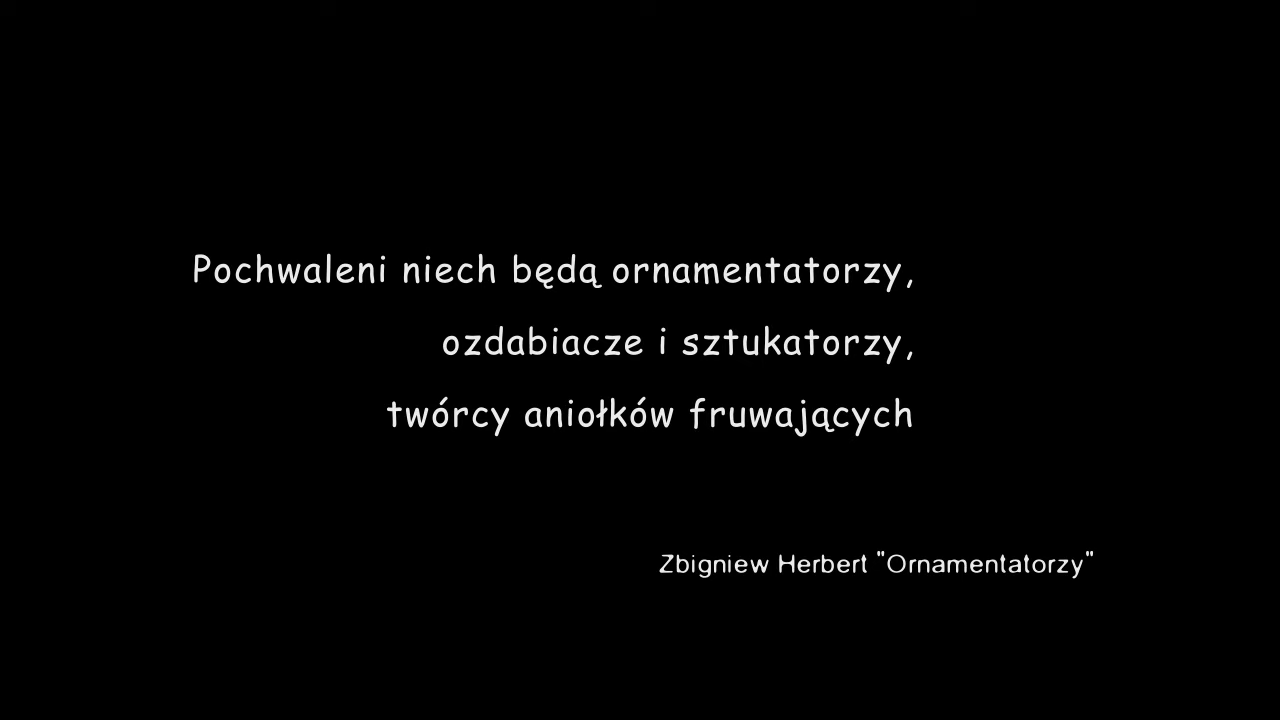 Pochwaleni niech będą ornamentatorzy,
ozdabiacze i sztukatorzy,
twórcy aniołków fruwających
Zbigniew Herbert "Ornamentatorzy"